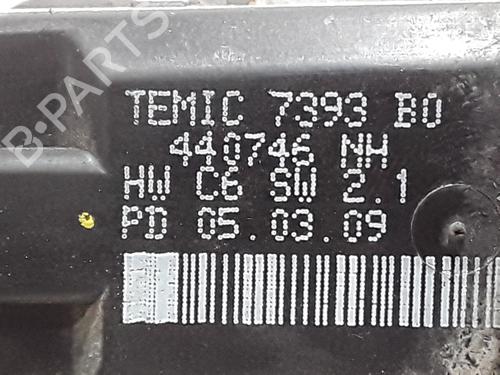 B-PARTS
TEMIC 7393 B0
440746 NH
HW C6 SW 2.1
PD 05.03.09